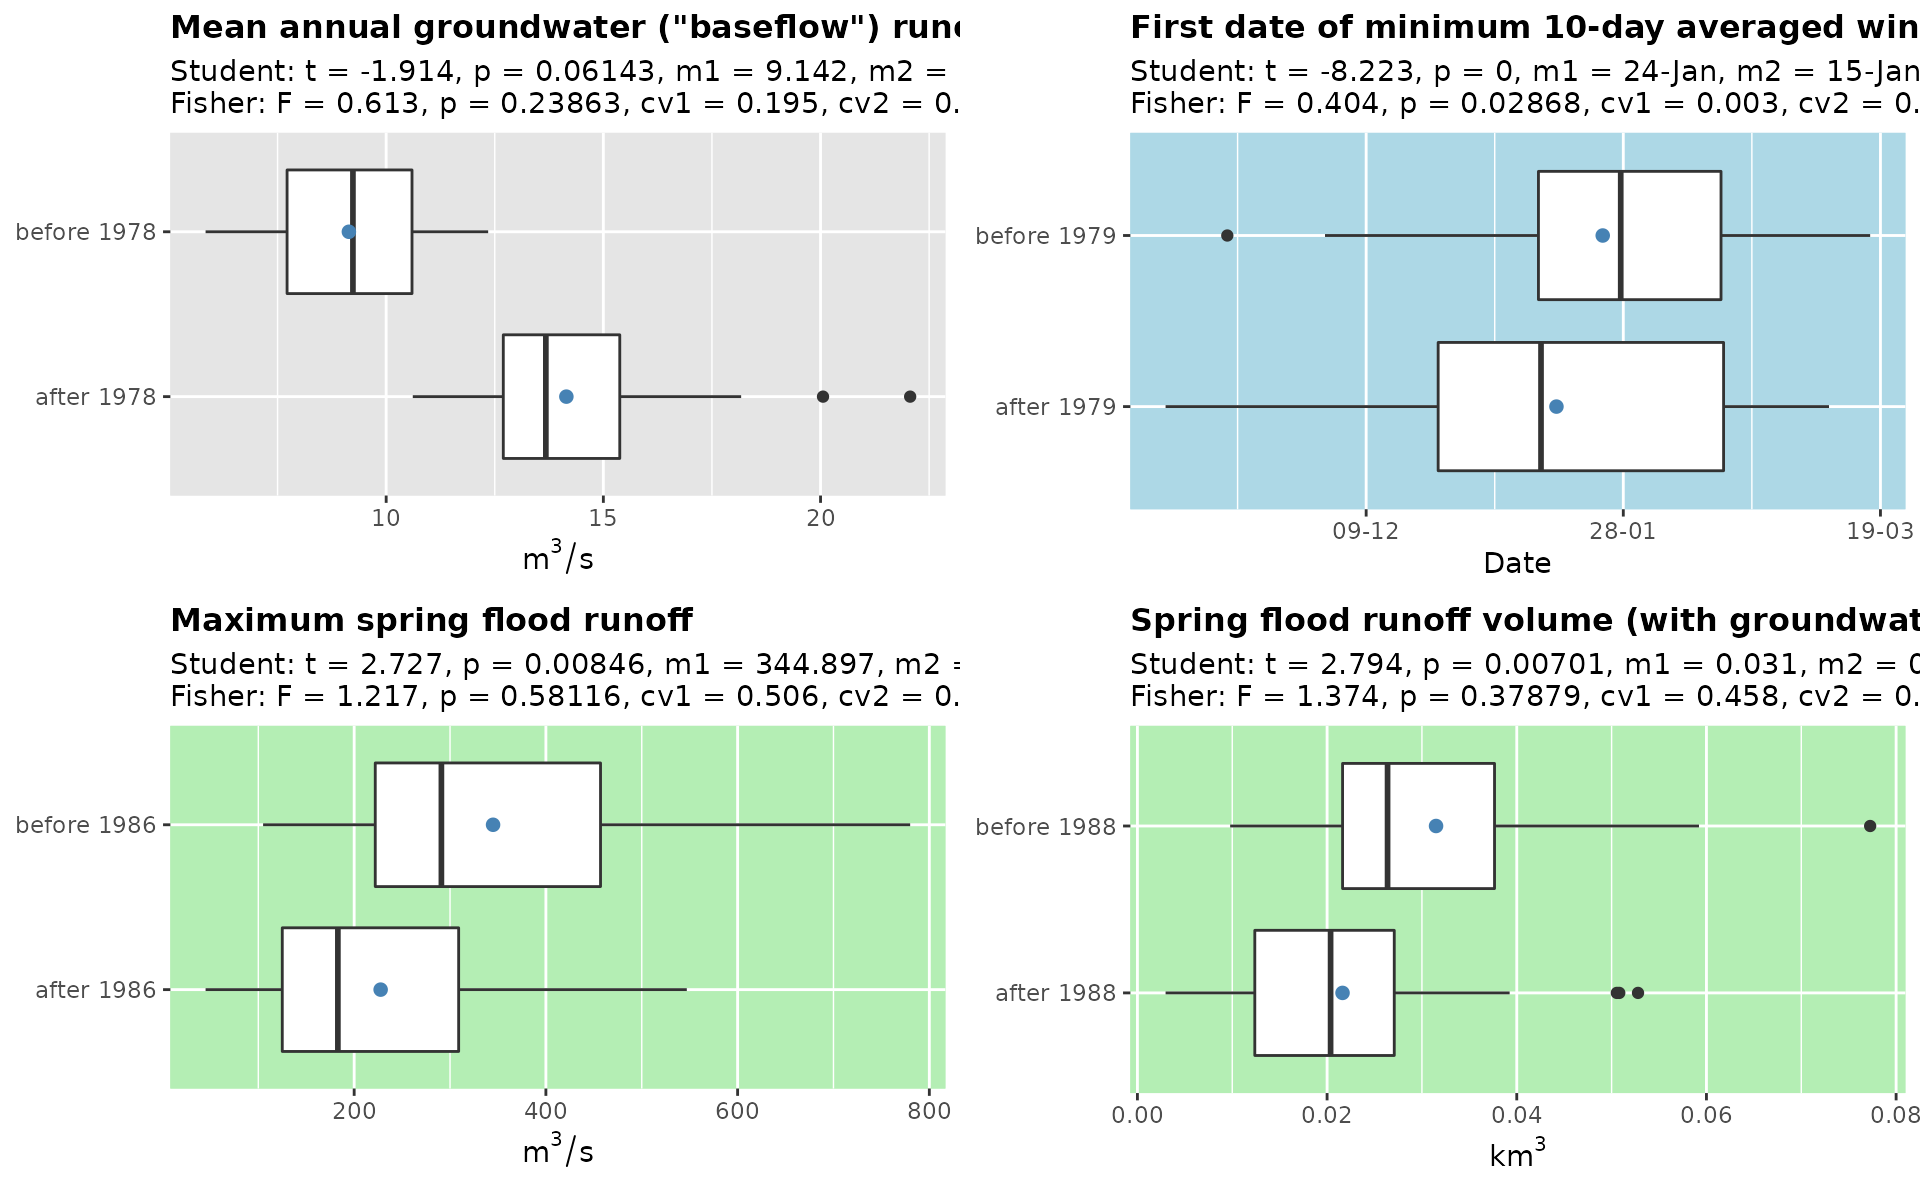 Mean annual groundwater ("baseflow")
Student: t = -1.914, p = 0.06143, m1 = 9.142, m2 =
Fisher: F = 0.613, p = 0.23863, cv1 = 0.195, cv2 = 0.
before 1978
after 1978
10 15 20
m³/s
First date of minimum 10-day averaged win
Student: t = -8.223, p = 0, m1 = 24-Jan, m2 = 15-Jan
Fisher: F = 0.404, p = 0.02868, cv1 = 0.003, cv2 = 0.
before 1979
after 1979
09-12 28-01 19-03
Date
Maximum spring flood runoff
Student: t = 2.727, p = 0.00846, m1 = 344.897, m2 =
Fisher: F = 1.217, p = 0.58116, cv1 = 0.506, cv2 = 0.
before 1986
after 1986
200 400 600 800
m³/s
Spring flood runoff volume (with groundwat
Student: t = 2.794, p = 0.00701, m1 = 0.031, m2 = 0
Fisher: F = 1.374, p = 0.37879, cv1 = 0.458, cv2 = 0.
before 1988
after 1988
0.00 0.02 0.04 0.06 0.08
km³